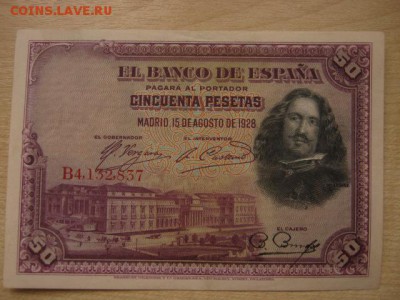 COINS.LAVE.RU
50 50
EL BANCO DE ESPAÑA
PAGARÁ AL PORTADOR
CINCUENTA PESETAS
MADRID, 15 DE AGOSTO DE 1928
EL GOBERNADOR EL INTERVENTOR
B4,132,837
EL CAJERO
50 50